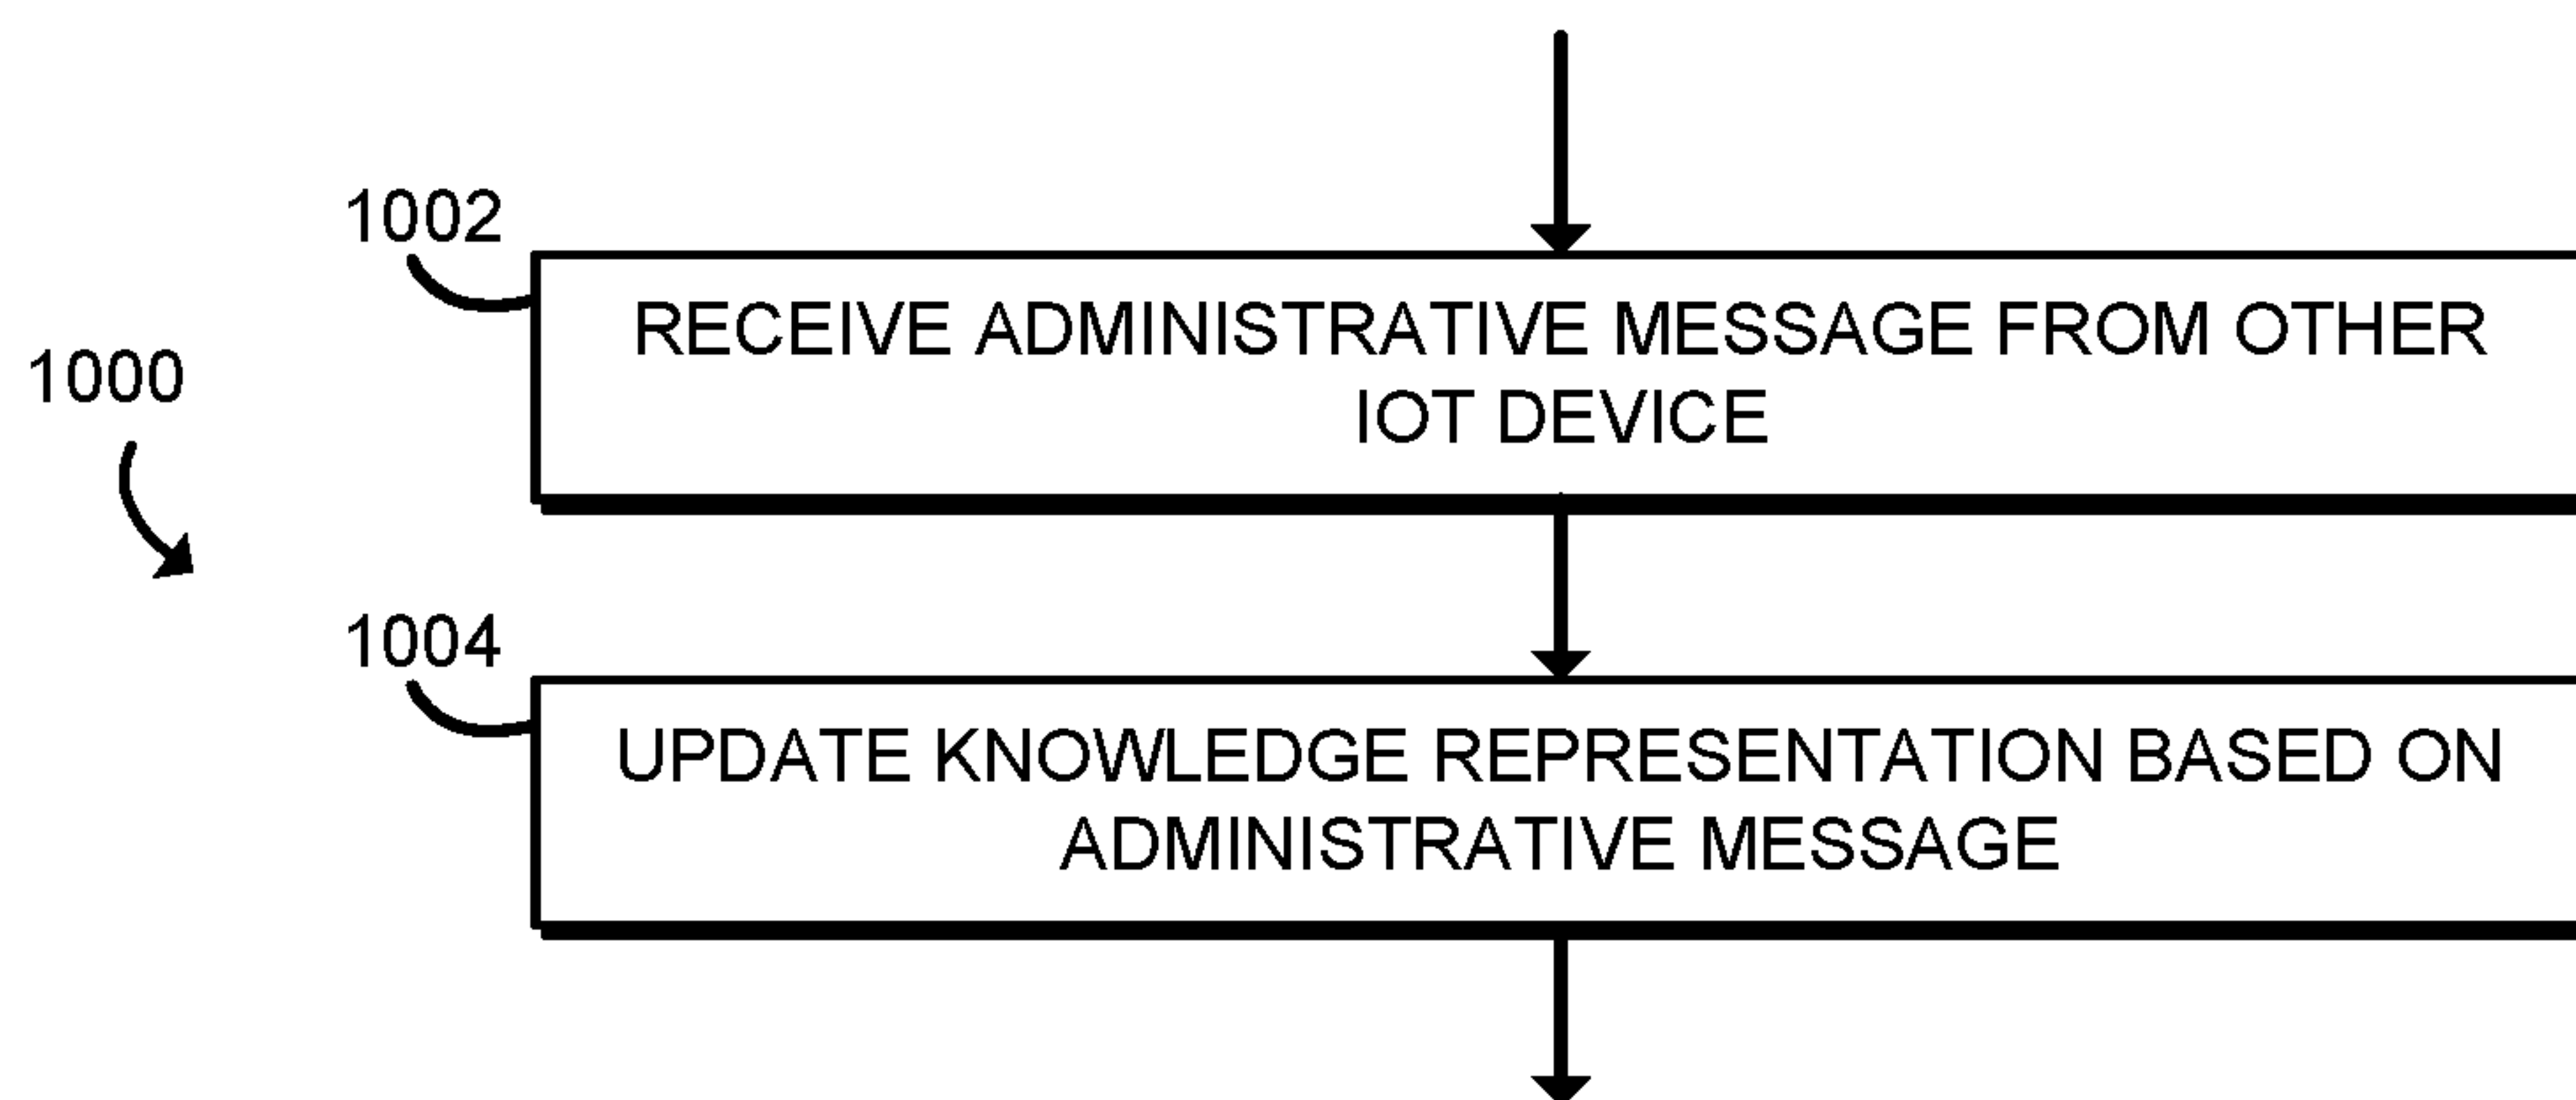 1002
RECEIVE ADMINISTRATIVE MESSAGE FROM OTHER
IOT DEVICE
1000
1004
UPDATE KNOWLEDGE REPRESENTATION BASED ON
ADMINISTRATIVE MESSAGE